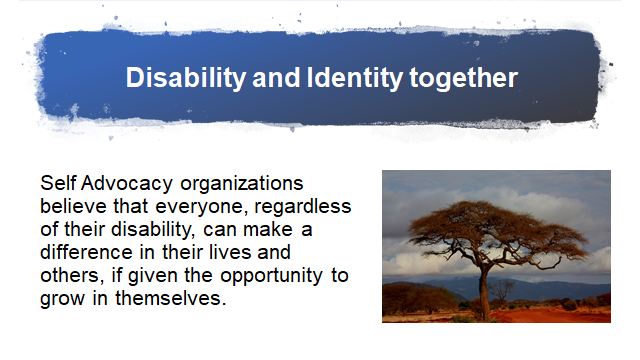 Disability and Identity together
Self Advocacy organizations
believe that everyone, regardless
of their disability, can make a
difference in their lives and
others, if given the opportunity to
grow in themselves.